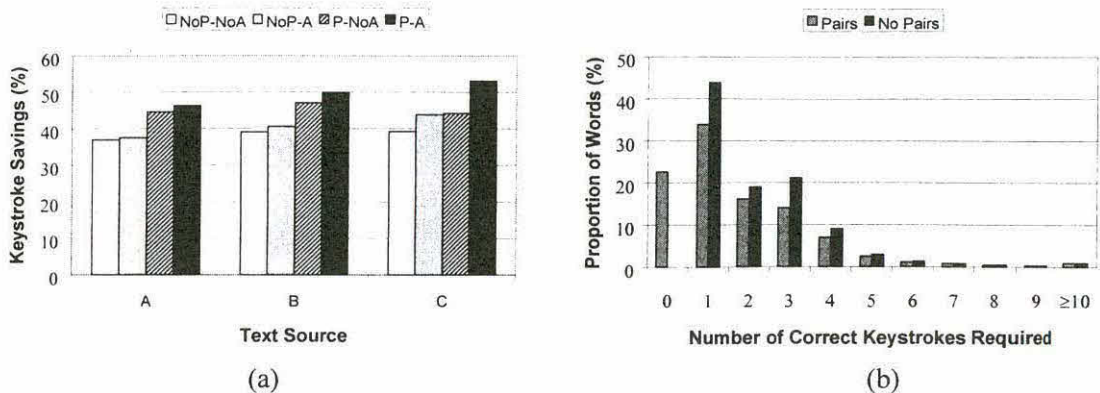 NoP-NoA NoP-A P-NoA P-A
Keystroke Savings (%)
60
50
40
30
20
10
0
A B C
Text Source
(a)
Pairs No Pairs
Proportion of Words (%)
50
40
30
20
10
0
0 1 2 3 4 5 6 7 8 9 ≥10
Number of Correct Keystrokes Required
(b)